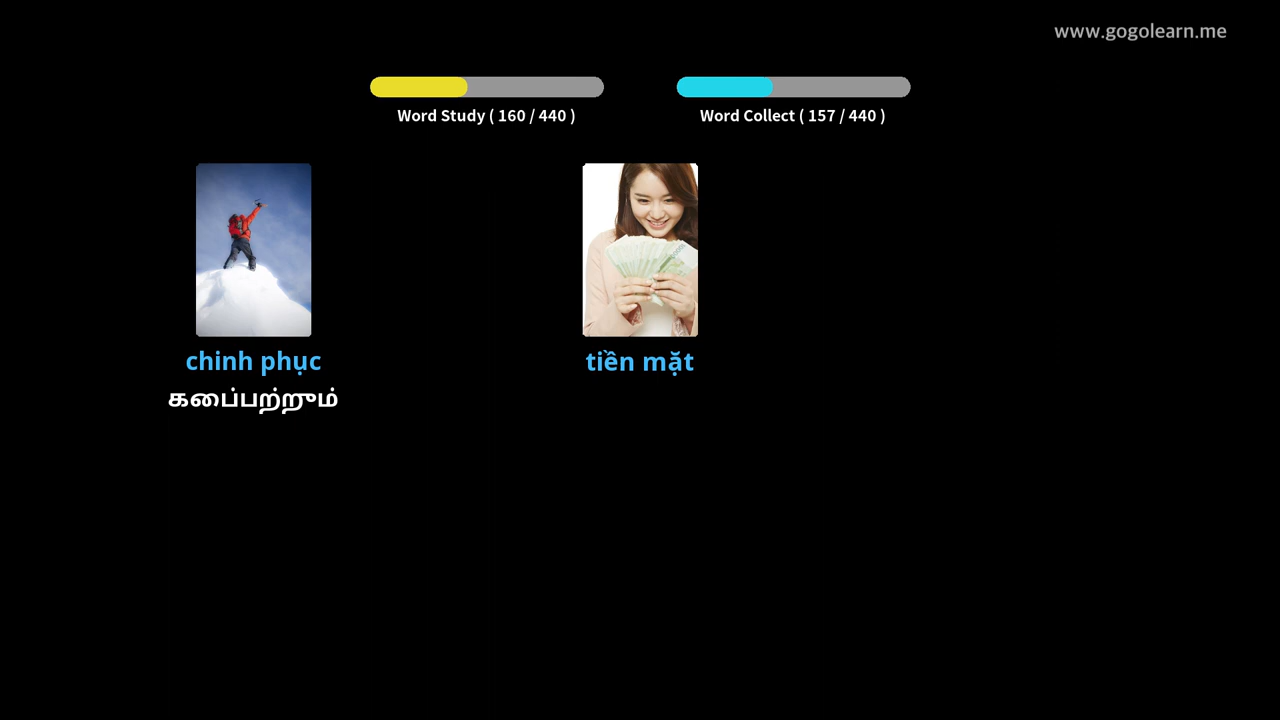 www.gogolearn.me
Word Study ( 160 / 440 )
Word Collect ( 157 / 440 )
chinh phục
tiền mặt
கைப்பற்றும்